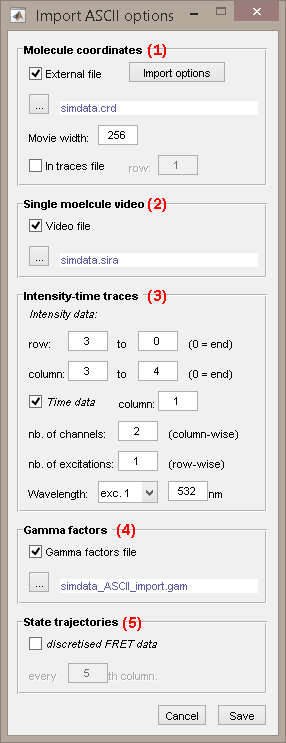 Import ASCII options
Molecule coordinates (1)
External file Import options
... simdata.crd
Movie width: 256
In traces file row: 1
Single moelcule video (2)
Video file
... simdata.sira
Intensity-time traces (3)
Intensity data:
row: 3 to 0 (0 = end)
column: 3 to 4 (0 = end)
Time data column: 1
nb. of channels: 2 (column-wise)
nb. of excitations: 1 (row-wise)
Wavelength: exc. 1 532 nm
Gamma factors (4)
Gamma factors file
... simdata_ASCII_import.gam
State trajectories (5)
discretised FRET data
every 5 th column.
Cancel Save